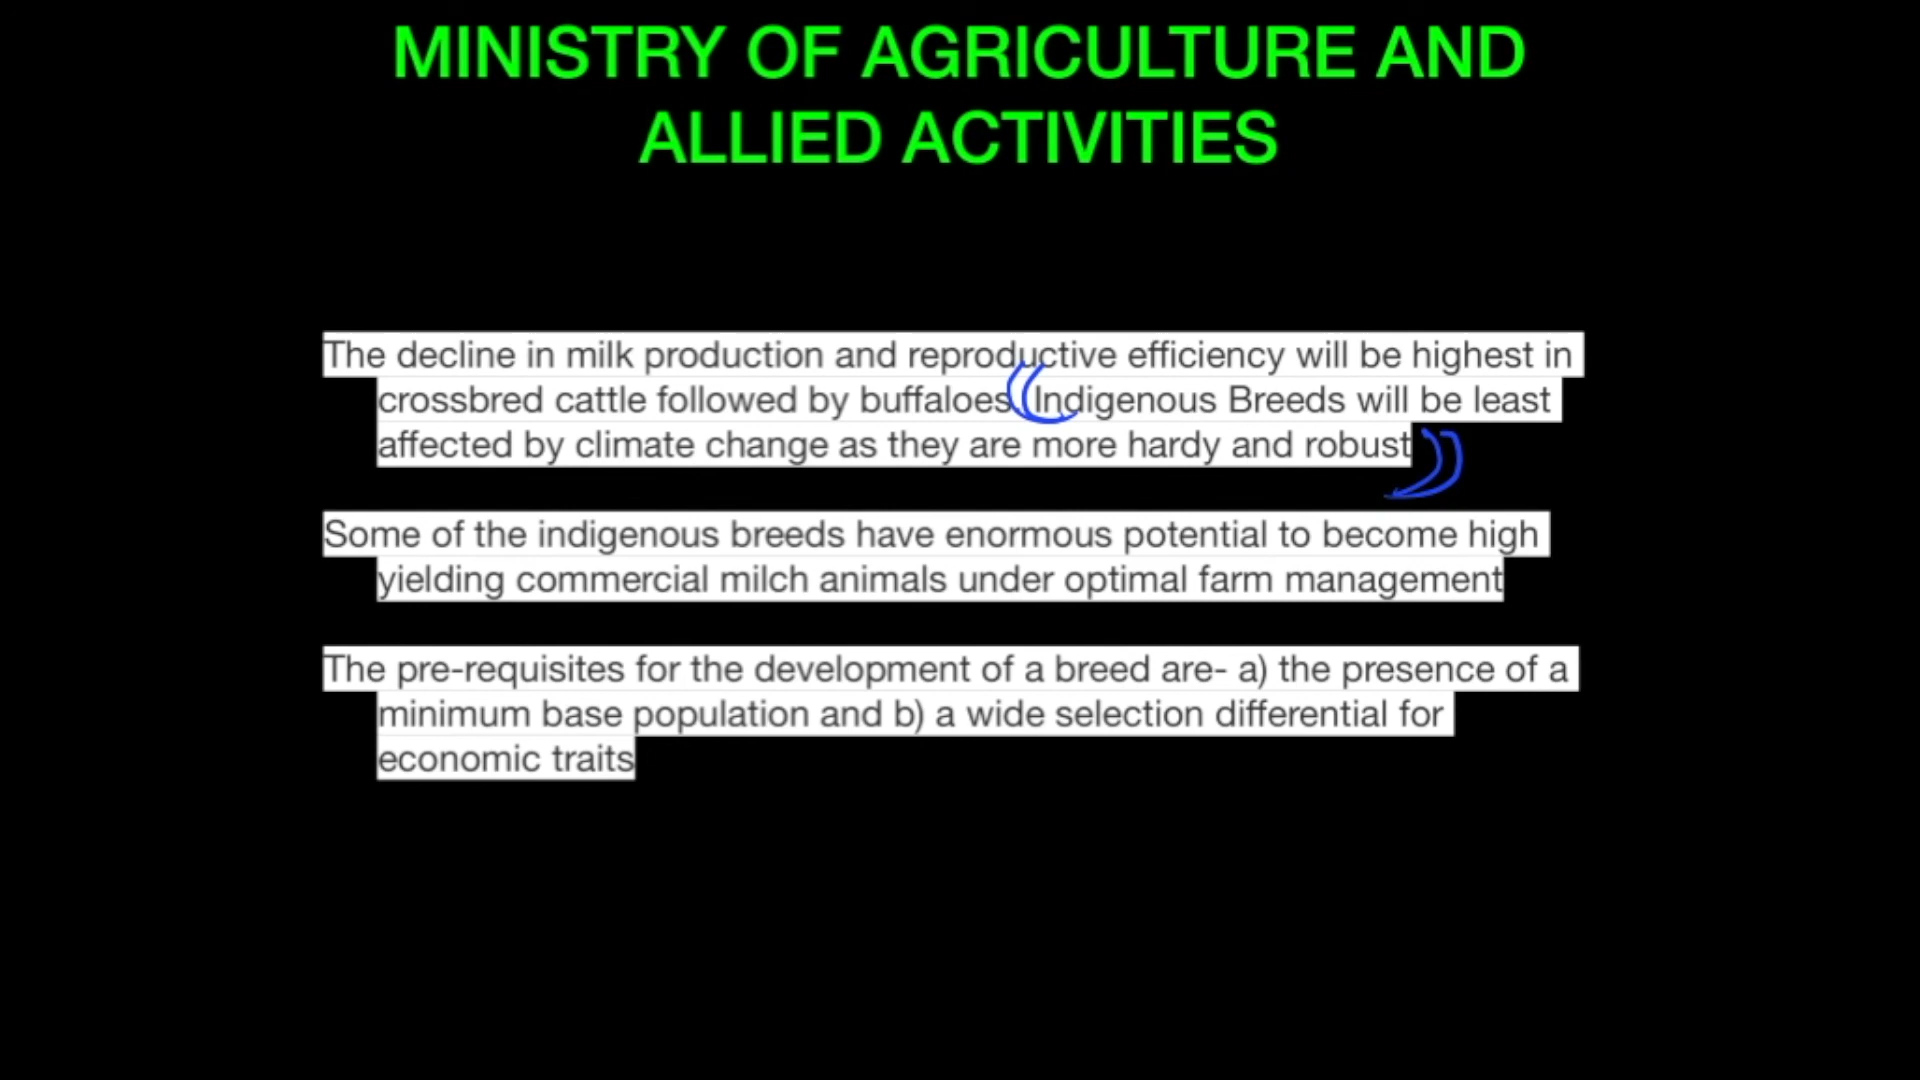 MINISTRY OF AGRICULTURE AND
ALLIED ACTIVITIES
The decline in milk production and reproductive efficiency will be highest in
crossbred cattle followed by buffaloes. Indigenous Breeds will be least
affected by climate change as they are more hardy and robust
Some of the indigenous breeds have enormous potential to become high
yielding commercial milch animals under optimal farm management
The pre-requisites for the development of a breed are- a) the presence of a
minimum base population and b) a wide selection differential for
economic traits